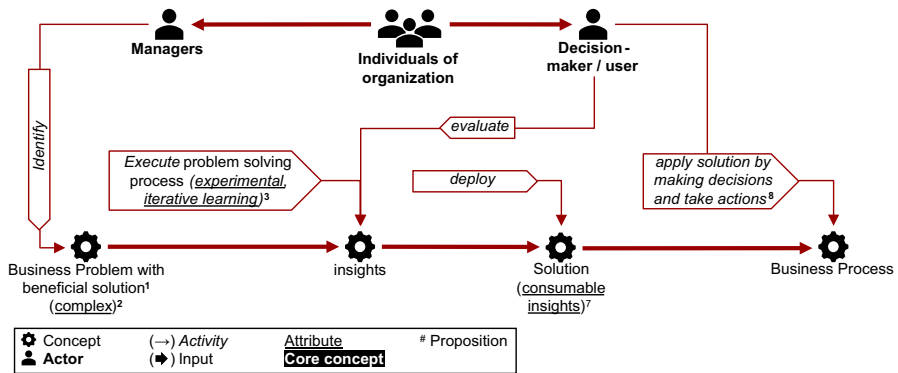 Managers
Individuals of
organization
Decision-
maker / user
Identify
evaluate
Execute problem solving
process (experimental,
iterative learning)³
deploy
apply solution by
making decisions
and take actions⁸
Business Problem with
beneficial solution¹
(complex)²
insights
Solution
(consumable
insights)⁷
Business Process
Concept (→) Activity Attribute # Proposition
Actor (➡) Input Core concept